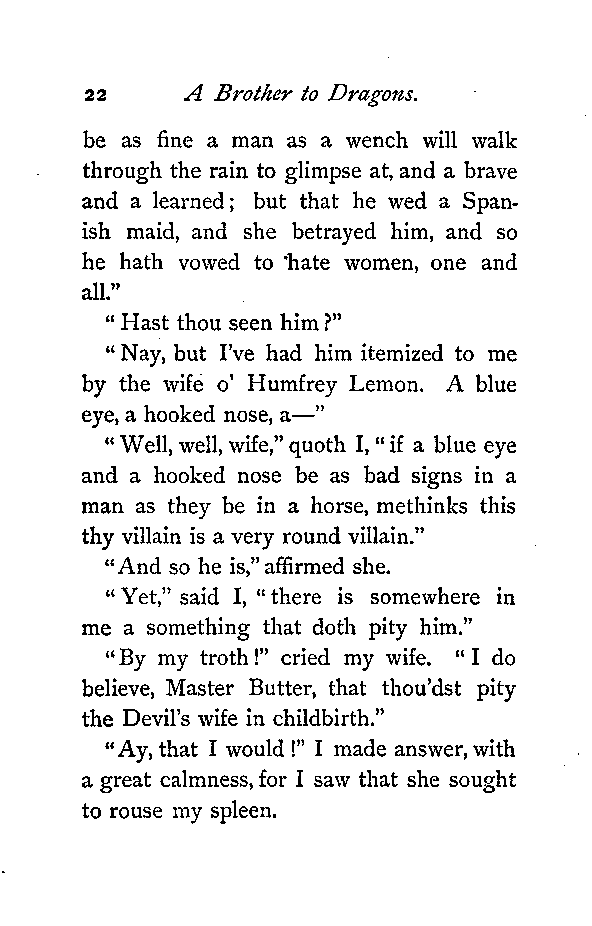 22 A Brother to Dragons.
be as fine a man as a wench will walk
through the rain to glimpse at, and a brave
and a learned; but that he wed a Span-
ish maid, and she betrayed him, and so
he hath vowed to hate women, one and
all."
"Hast thou seen him?"
"Nay, but I've had him itemized to me
by the wife o' Humfrey Lemon. A blue
eye, a hooked nose, a—"
"Well, well, wife," quoth I, "if a blue eye
and a hooked nose be as bad signs in a
man as they be in a horse, methinks this
thy villain is a very round villain."
"And so he is," affirmed she.
"Yet," said I, "there is somewhere in
me a something that doth pity him."
"By my troth!" cried my wife. "I do
believe, Master Butter, that thou'dst pity
the Devil's wife in childbirth."
"Ay, that I would!" I made answer, with
a great calmness, for I saw that she sought
to rouse my spleen.